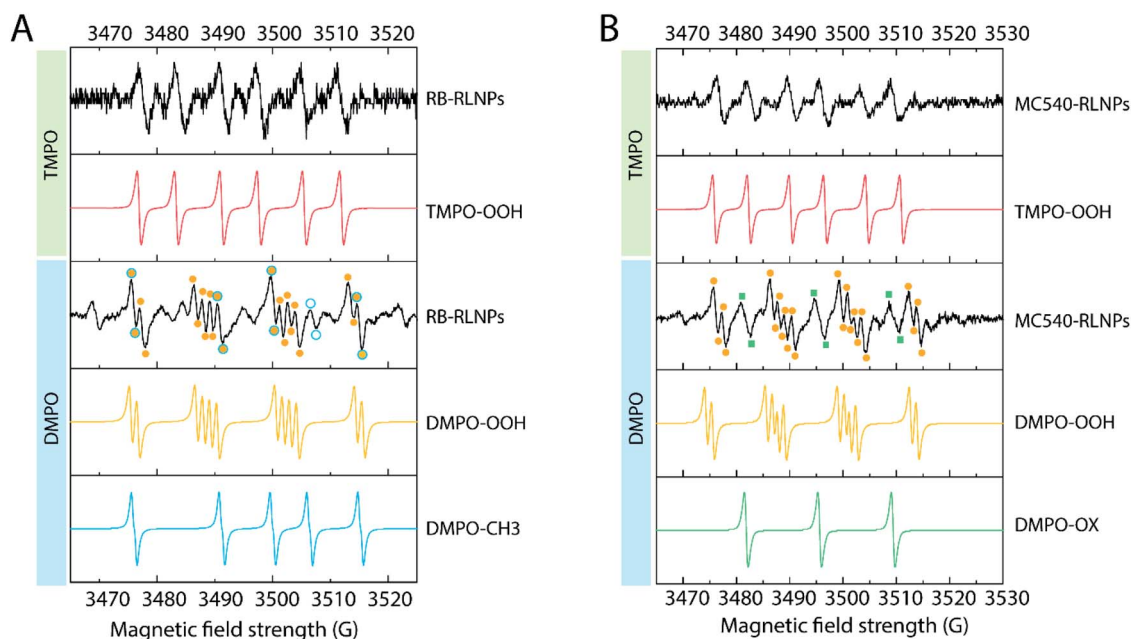 A
3470 3480 3490 3500 3510 3520
TMPO
RB-RLNPs
TMPO-OOH
DMPO
RB-RLNPs
DMPO-OOH
DMPO-CH3
3470 3480 3490 3500 3510 3520
Magnetic field strength (G)
B
3470 3480 3490 3500 3510 3520 3530
TMPO
MC540-RLNPs
TMPO-OOH
DMPO
MC540-RLNPs
DMPO-OOH
DMPO-OX
3470 3480 3490 3500 3510 3520 3530
Magnetic field strength (G)